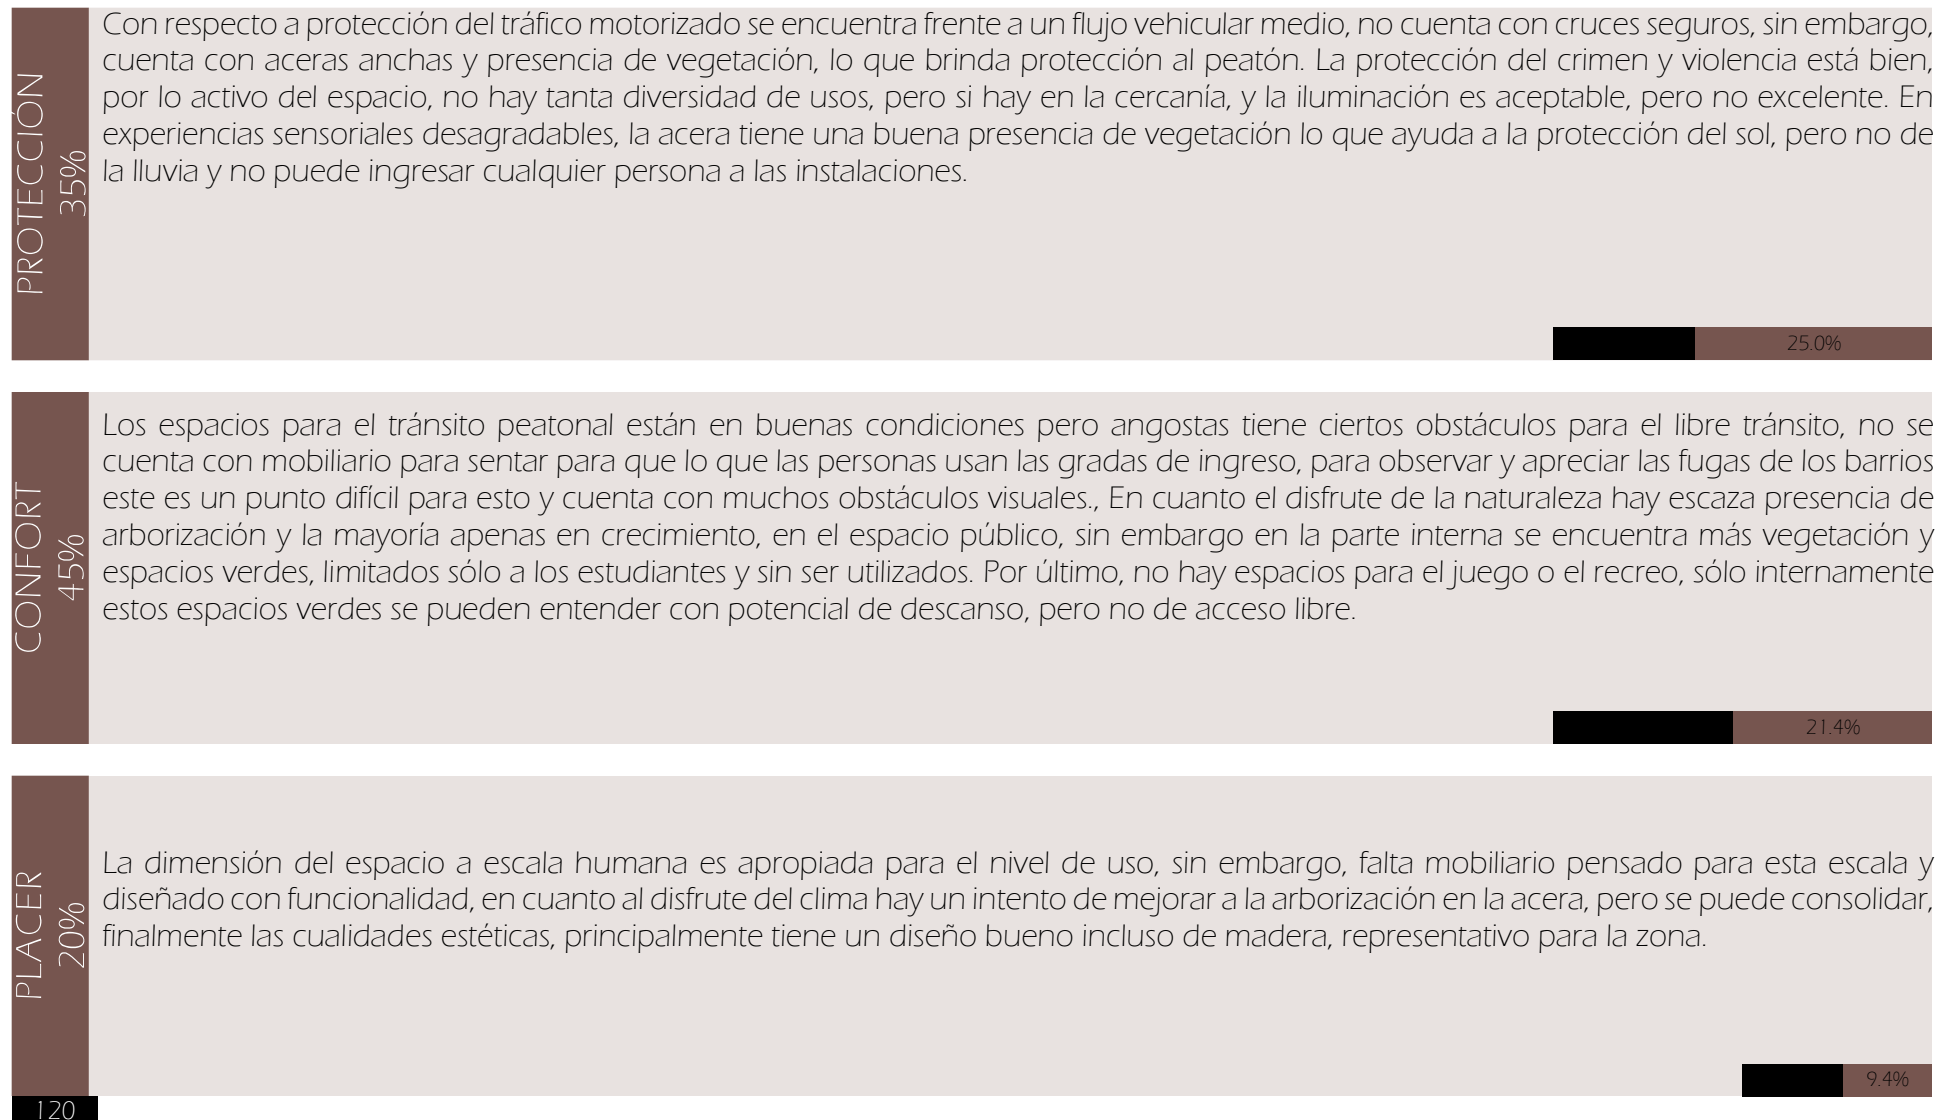 PROTECCIÓN
35%
Con respecto a protección del tráfico motorizado se encuentra frente a un flujo vehicular medio, no cuenta con cruces seguros, sin embargo,
cuenta con aceras anchas y presencia de vegetación, lo que brinda protección al peatón. La protección del crimen y violencia está bien,
por lo activo del espacio, no hay tanta diversidad de usos, pero si hay en la cercanía, y la iluminación es aceptable, pero no excelente. En
experiencias sensoriales desagradables, la acera tiene una buena presencia de vegetación lo que ayuda a la protección del sol, pero no de
la lluvia y no puede ingresar cualquier persona a las instalaciones.
25.0%
CONFORT
45%
Los espacios para el tránsito peatonal están en buenas condiciones pero angostas tiene ciertos obstáculos para el libre tránsito, no se
cuenta con mobiliario para sentar para que lo que las personas usan las gradas de ingreso, para observar y apreciar las fugas de los barrios
este es un punto difícil para esto y cuenta con muchos obstáculos visuales., En cuanto el disfrute de la naturaleza hay escaza presencia de
arborización y la mayoría apenas en crecimiento, en el espacio público, sin embargo en la parte interna se encuentra más vegetación y
espacios verdes, limitados sólo a los estudiantes y sin ser utilizados. Por último, no hay espacios para el juego o el recreo, sólo internamente
estos espacios verdes se pueden entender con potencial de descanso, pero no de acceso libre.
21.4%
PLACER
20%
La dimensión del espacio a escala humana es apropiada para el nivel de uso, sin embargo, falta mobiliario pensado para esta escala y
diseñado con funcionalidad, en cuanto al disfrute del clima hay un intento de mejorar a la arborización en la acera, pero se puede consolidar,
finalmente las cualidades estéticas, principalmente tiene un diseño bueno incluso de madera, representativo para la zona.
9.4%
120